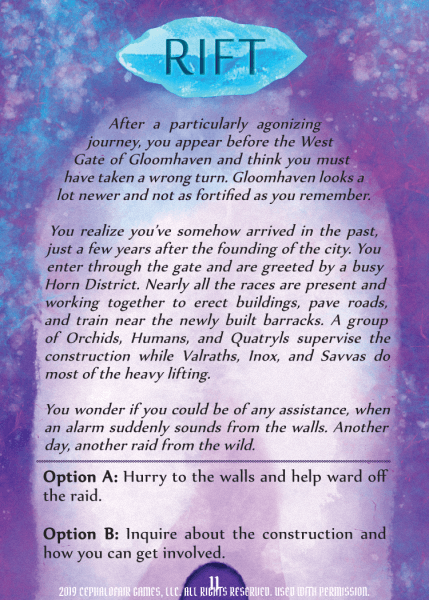 RIFT
After a particularly agonizing
journey, you appear before the West
Gate of Gloomhaven and think you must
have taken a wrong turn. Gloomhaven looks a
lot newer and not as fortified as you remember.
You realize you've somehow arrived in the past,
just a few years after the founding of the city. You
enter through the gate and are greeted by a busy
Horn District. Nearly all the races are present and
working together to erect buildings, pave roads,
and train near the newly built barracks. A group
of Orchids, Humans, and Quatryls supervise the
construction while Valraths, Inox, and Savvas do
most of the heavy lifting.
You wonder if you could be of any assistance, when
an alarm suddenly sounds from the walls. Another
day, another raid from the wild.
Option A: Hurry to the walls and help ward off
the raid.
Option B: Inquire about the construction and
how you can get involved.
11
2019 CEPHALOFAIR GAMES, LLC. ALL RIGHTS RESERVED. USED WITH PERMISSION.